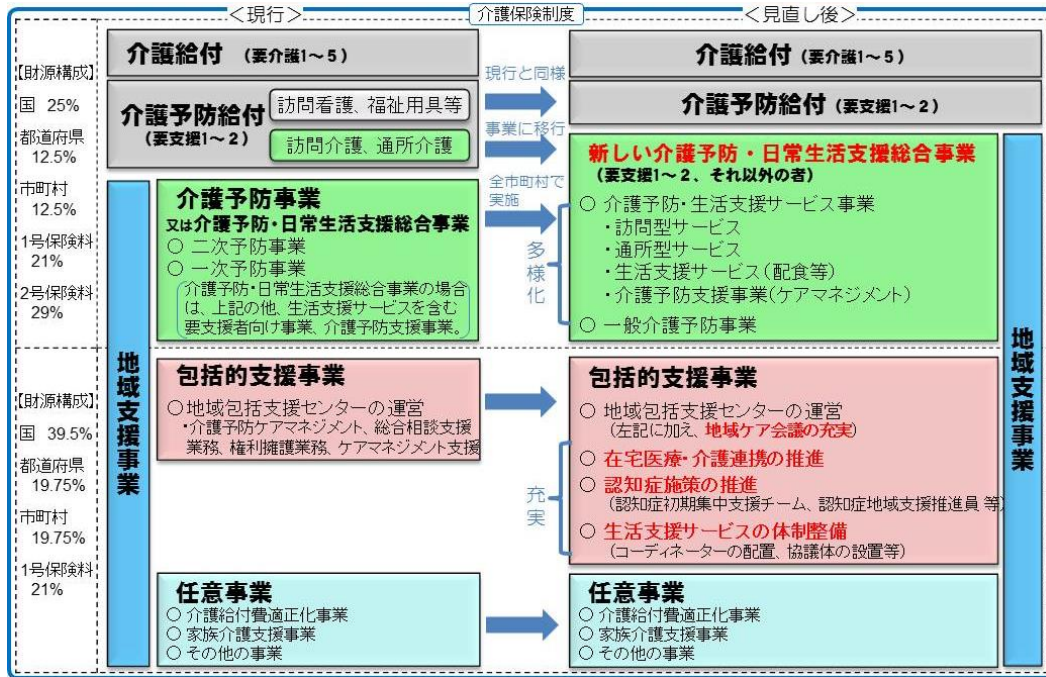 ＜現行＞
介護保険制度
＜見直し後＞
【財源構成】
国 25%
都道府県
12.5%
市町村
12.5%
1号保険料
21%
2号保険料
29%
【財源構成】
国 39.5%
都道府県
19.75%
市町村
19.75%
1号保険料
21%
介護給付 （要介護1～5）
介護予防給付
（要支援1～2）
訪問看護、福祉用具等
訪問介護、通所介護
地域支援事業
介護予防事業
又は介護予防・日常生活支援総合事業
○ 二次予防事業
○ 一次予防事業
介護予防・日常生活支援総合事業の場合
は、上記の他、生活支援サービスを含む
要支援者向け事業、介護予防支援事業。
包括的支援事業
○地域包括支援センターの運営
・介護予防ケアマネジメント、総合相談支援
業務、権利擁護業務、ケアマネジメント支援
任意事業
○ 介護給付費適正化事業
○ 家族介護支援事業
○ その他の事業
現行と同様
事業に移行
全市町村で
実施
多様化
充実
介護給付（要介護1～5）
介護予防給付（要支援1～2）
新しい介護予防・日常生活支援総合事業
（要支援1～2、それ以外の者）
○ 介護予防・生活支援サービス事業
・訪問型サービス
・通所型サービス
・生活支援サービス（配食等）
・介護予防支援事業（ケアマネジメント）
○ 一般介護予防事業
包括的支援事業
○ 地域包括支援センターの運営
（左記に加え、地域ケア会議の充実）
○ 在宅医療・介護連携の推進
○ 認知症施策の推進
（認知症初期集中支援チーム、認知症地域支援推進員 等）
○ 生活支援サービスの体制整備
（コーディネーターの配置、協議体の設置等）
任意事業
○ 介護給付費適正化事業
○ 家族介護支援事業
○ その他の事業
地域支援事業